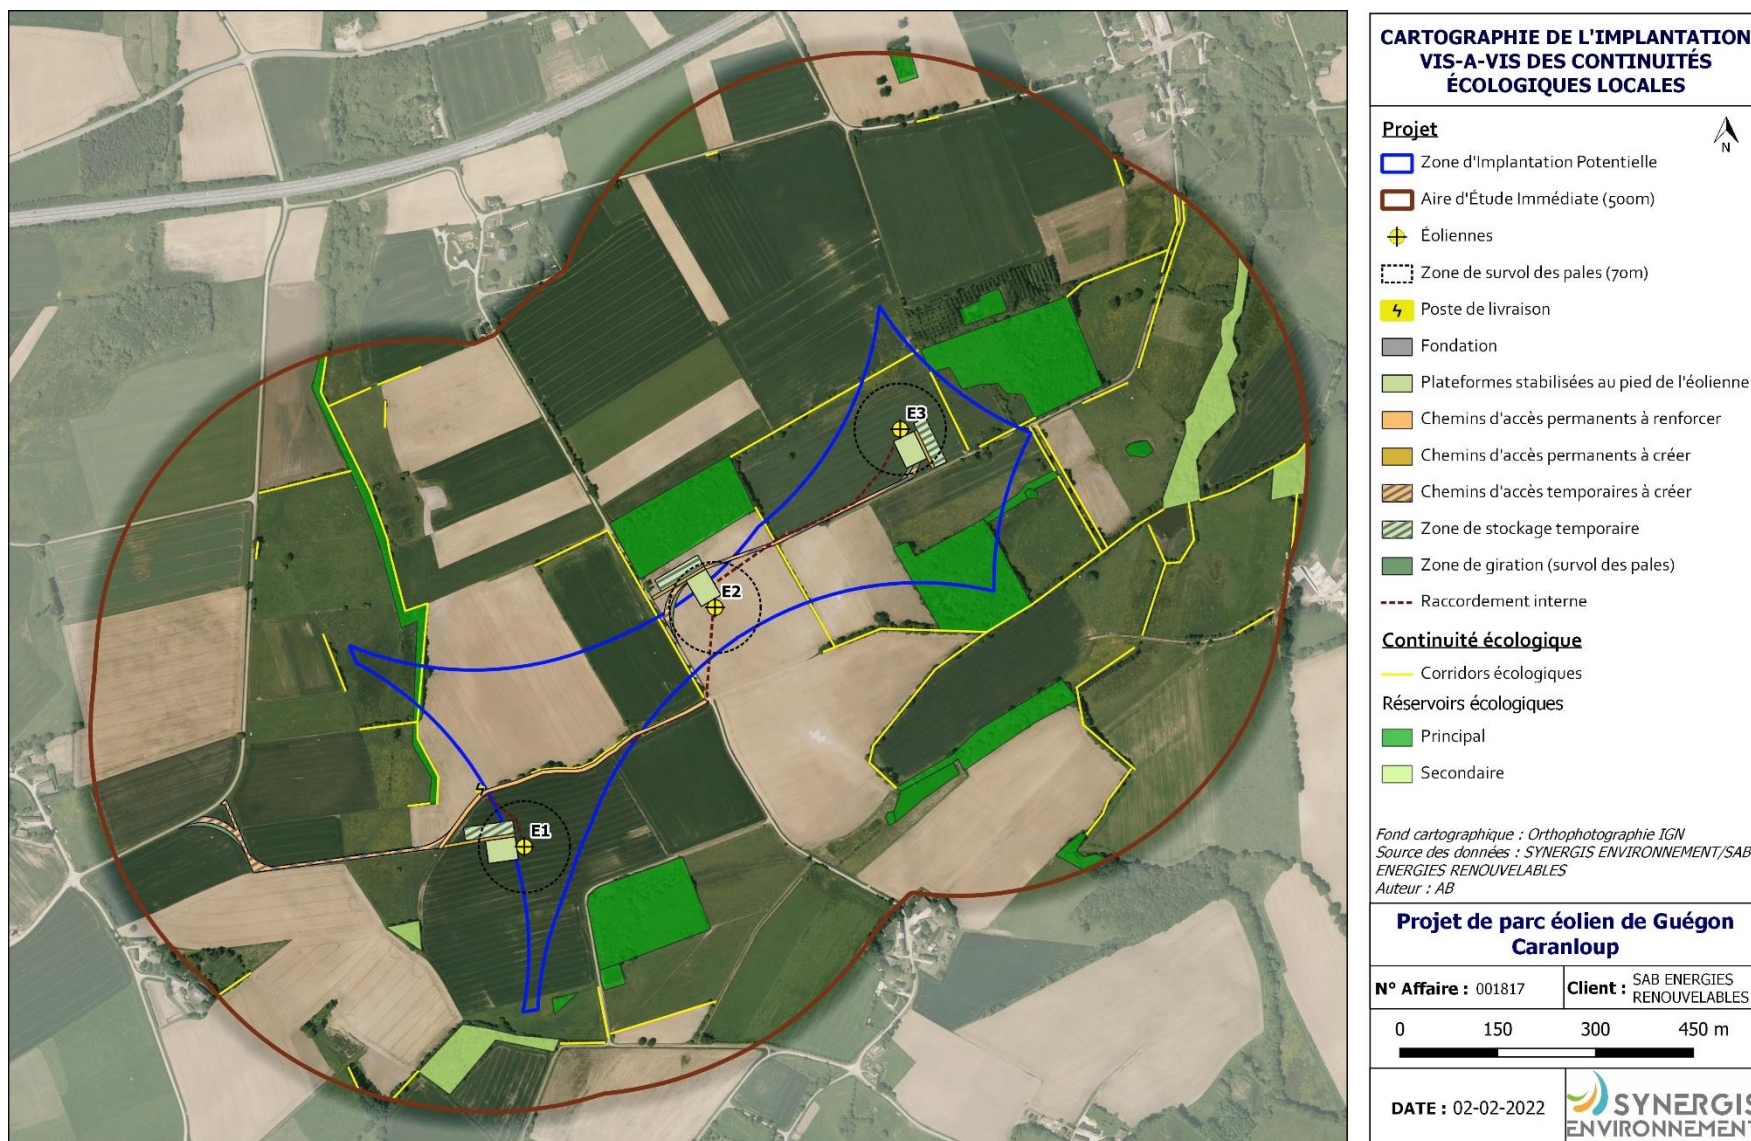 CARTOGRAPHIE DE L'IMPLANTATION
VIS-A-VIS DES CONTINUITÉS
ÉCOLOGIQUES LOCALES
Projet
N
Zone d'Implantation Potentielle
Aire d'Étude Immédiate (500m)
Éoliennes
Zone de survol des pales (70m)
Poste de livraison
Fondation
Plateformes stabilisées au pied de l'éolienne
Chemins d'accès permanents à renforcer
Chemins d'accès permanents à créer
Chemins d'accès temporaires à créer
Zone de stockage temporaire
Zone de giration (survol des pales)
Raccordement interne
Continuité écologique
Corridors écologiques
Réservoirs écologiques
Principal
Secondaire
Fond cartographique : Orthophotographie IGN
Source des données : SYNERGIS ENVIRONNEMENT/SAB
ENERGIES RENOUVELABLES
Auteur : AB
Projet de parc éolien de Guégon
Caranloup
N° Affaire : 001817
Client : SAB ENERGIES
RENOUVELABLES
0 150 300 450 m
DATE : 02-02-2022
SYNERGIS
ENVIRONNEMENT
E3
E2
E1